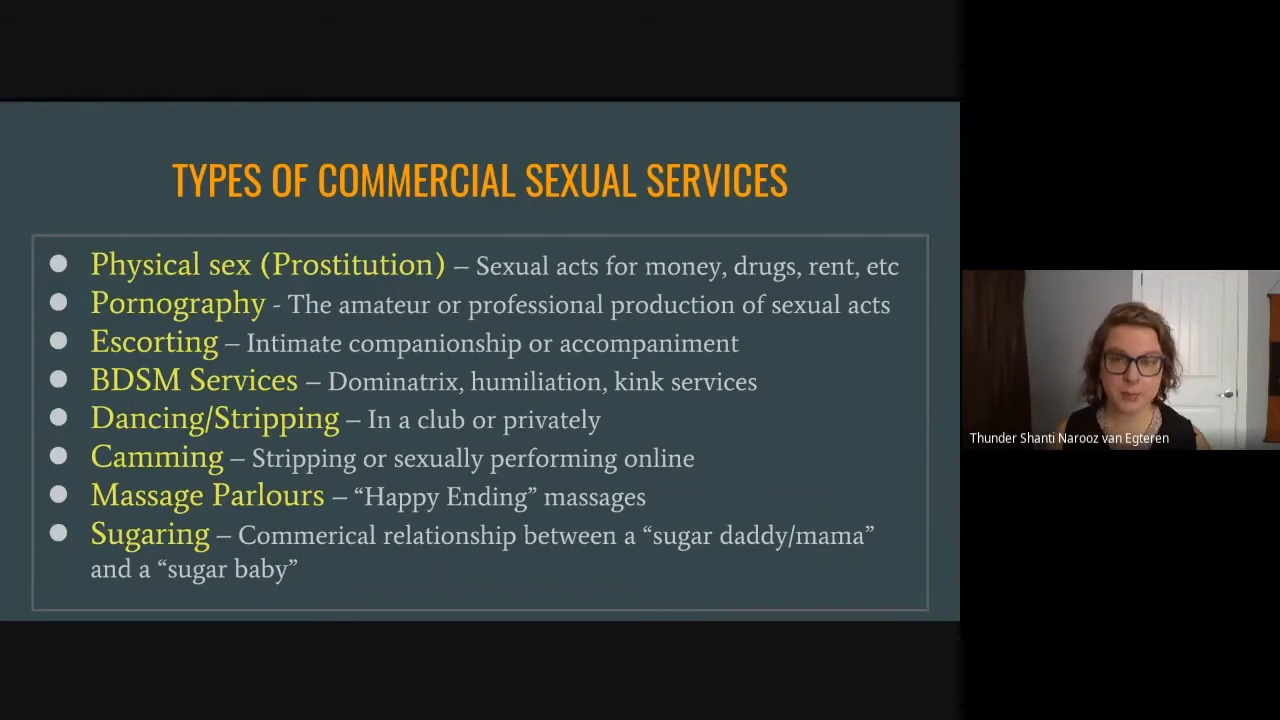 TYPES OF COMMERCIAL SEXUAL SERVICES
● Physical sex (Prostitution) – Sexual acts for money, drugs, rent, etc
● Pornography - The amateur or professional production of sexual acts
● Escorting – Intimate companionship or accompaniment
● BDSM Services – Dominatrix, humiliation, kink services
● Dancing/Stripping – In a club or privately
● Camming – Stripping or sexually performing online
● Massage Parlours – “Happy Ending” massages
● Sugaring – Commerical relationship between a “sugar daddy/mama”
and a “sugar baby”
Thunder Shanti Narooz van Egteren